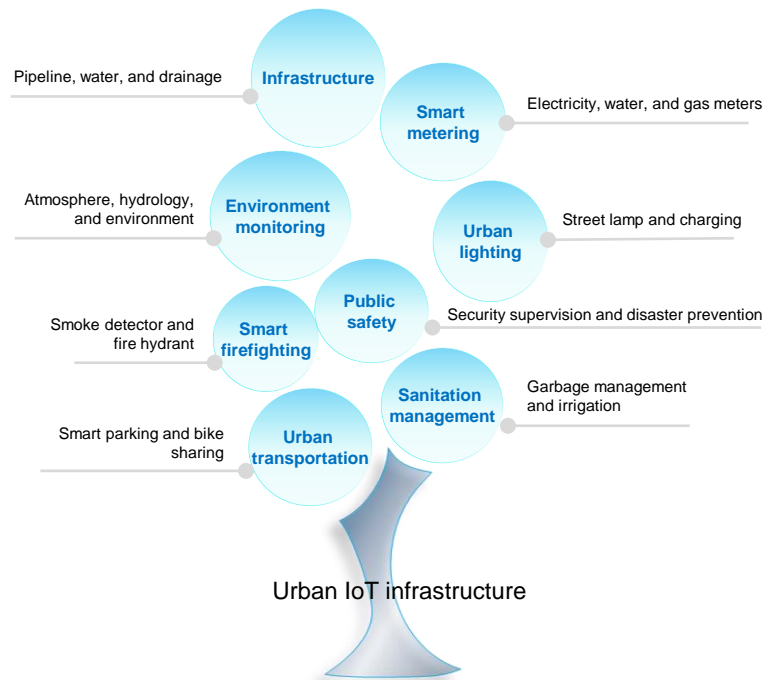 Pipeline, water, and drainage
Infrastructure
Smart
metering
Electricity, water, and gas meters
Atmosphere, hydrology,
and environment
Environment
monitoring
Urban
lighting
Street lamp and charging
Public
safety
Security supervision and disaster prevention
Smoke detector and
fire hydrant
Smart
firefighting
Sanitation
management
Garbage management
and irrigation
Smart parking and bike
sharing
Urban
transportation
Urban IoT infrastructure